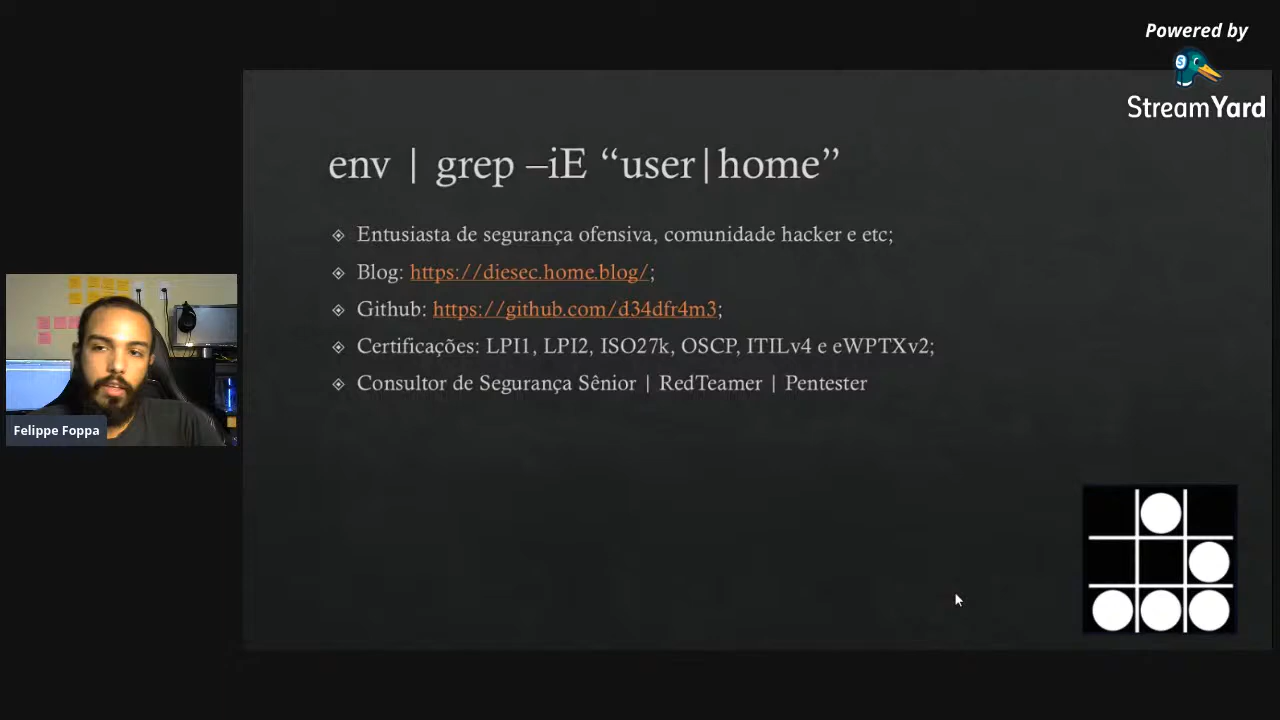 Powered by
StreamYard
env | grep –iE “user|home”
Entusiasta de segurança ofensiva, comunidade hacker e etc;
Blog: https://diesec.home.blog/;
Github: https://github.com/d34dfr4m3;
Certificações: LPI1, LPI2, ISO27k, OSCP, ITILv4 e eWPTXv2;
Consultor de Segurança Sênior | RedTeamer | Pentester
Felippe Foppa